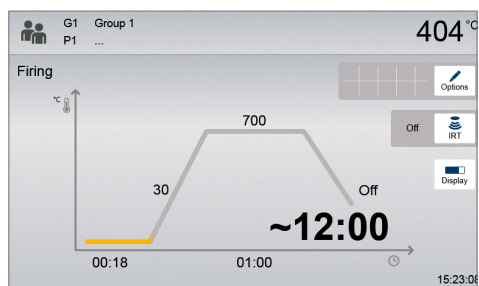 G1 Group 1
P1 ...
404°C
Firing
Options
°C
700
Off
IRT
30
Off
Display
~12:00
00:18
01:00
15:23:08